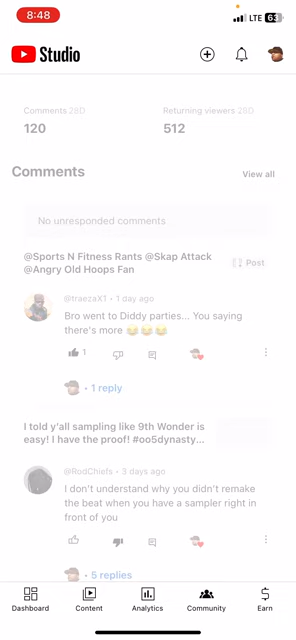 8:48
LTE 63
Studio
Comments 28D
Returning viewers 28D
120
512
Comments
View all
No unresponded comments
@Sports N Fitness Rants @Skap Attack
@Angry Old Hoops Fan
Post
@traezaX1 • 1 day ago
Bro went to Diddy parties... You saying
there's more 😂😂😂
1
• 1 reply
I told y'all sampling like 9th Wonder is
easy! I have the proof! #oo5dynasty...
@RodChiefs • 3 days ago
I don't understand why you didn't remake
the beat when you have a sampler right in
front of you
• 5 replies
Dashboard
Content
Analytics
Community
Earn